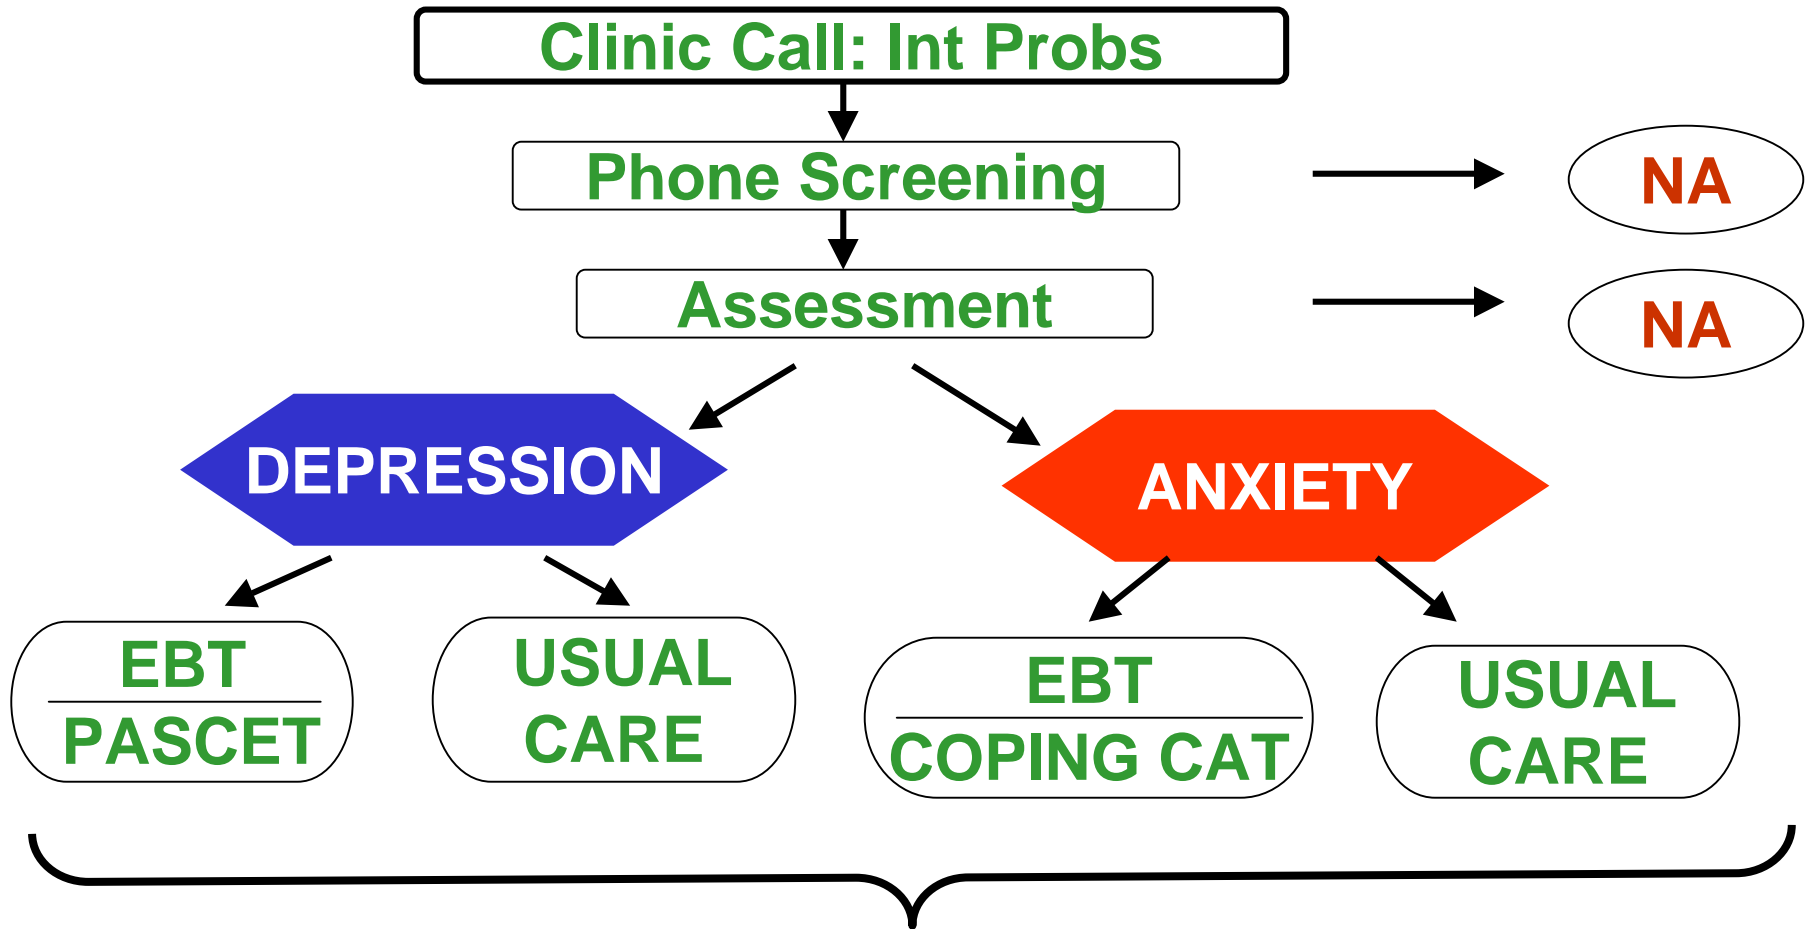 Clinic Call: Int Probs
Phone Screening
NA
Assessment
NA
DEPRESSION
ANXIETY
EBT
PASCET
USUAL
CARE
EBT
COPING CAT
USUAL
CARE